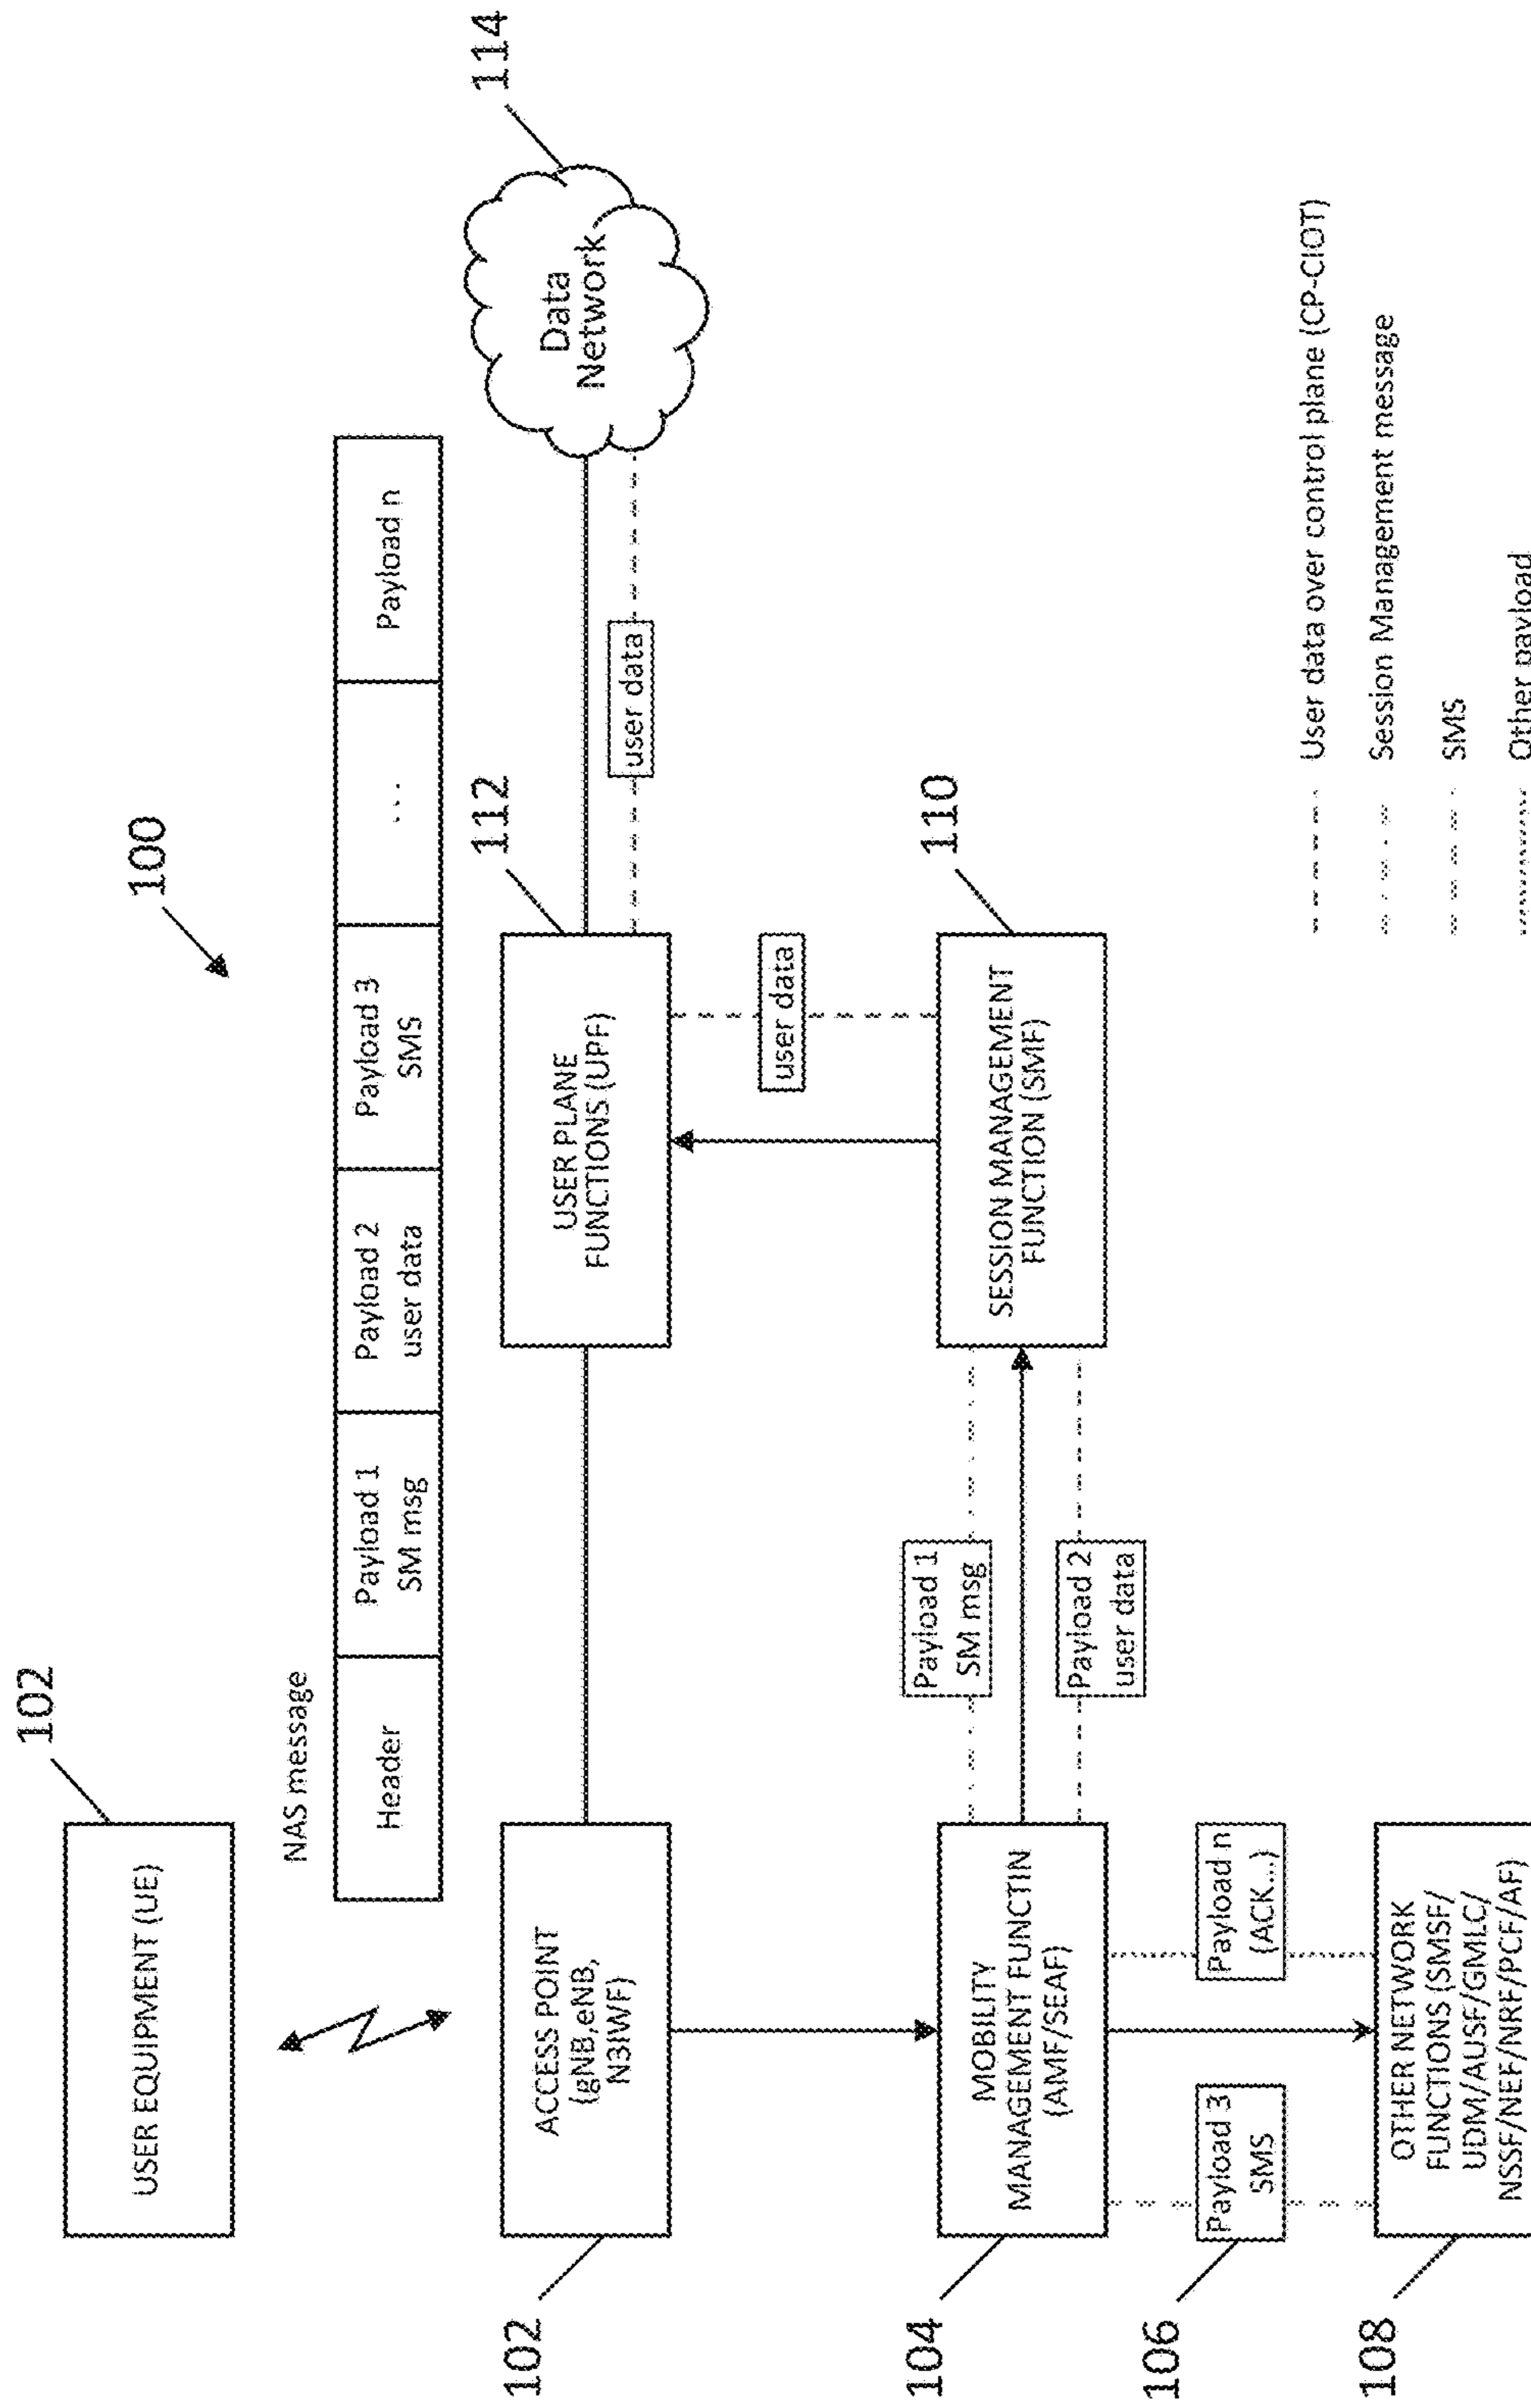 100
102
USER EQUIPMENT (UE)
NAS message
Header
Payload 1
SM msg
Payload 2
user data
Payload 3
SMS
...
Payload n
102
ACCESS POINT
(gNB,eNB,
N3IWF)
112
USER PLANE
FUNCTIONS (UPF)
user data
114
Data
Network
user data
104
MOBILITY
MANAGEMENT FUNCTIN
(AMF/SEAF)
Payload 1
SM msg
Payload 2
user data
110
SESSION MANAGEMENT
FUNCTION (SMF)
106
Payload 3
SMS
Payload n
(ACK...)
108
OTHER NETWORK
FUNCTIONS (SMSF/
UDM/AUSF/GMLC/
NSSF/NEF/NRF/PCF/AF)
User data over control plane (CP-CIOT)
Session Management message
SMS
Other payload